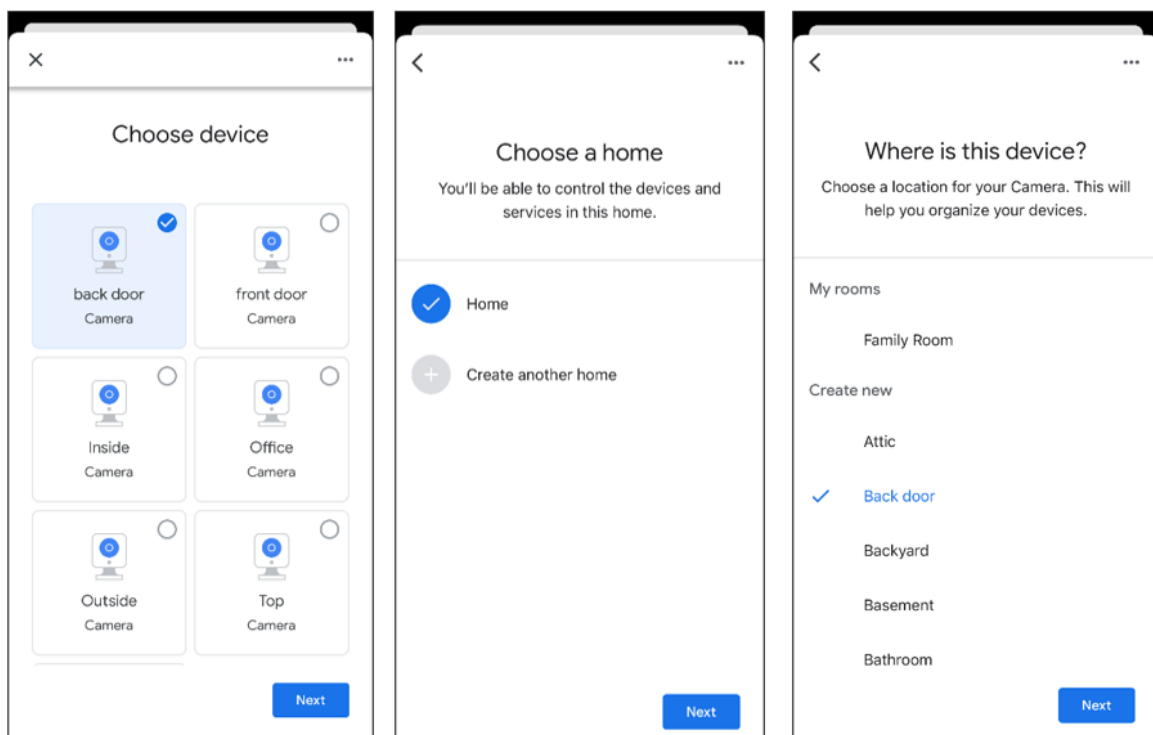 Choose device
back door
Camera
front door
Camera
Inside
Camera
Office
Camera
Outside
Camera
Top
Camera
Next
Choose a home
You'll be able to control the devices and
services in this home.
Home
Create another home
Next
Where is this device?
Choose a location for your Camera. This will
help you organize your devices.
My rooms
Family Room
Create new
Attic
Back door
Backyard
Basement
Bathroom
Next